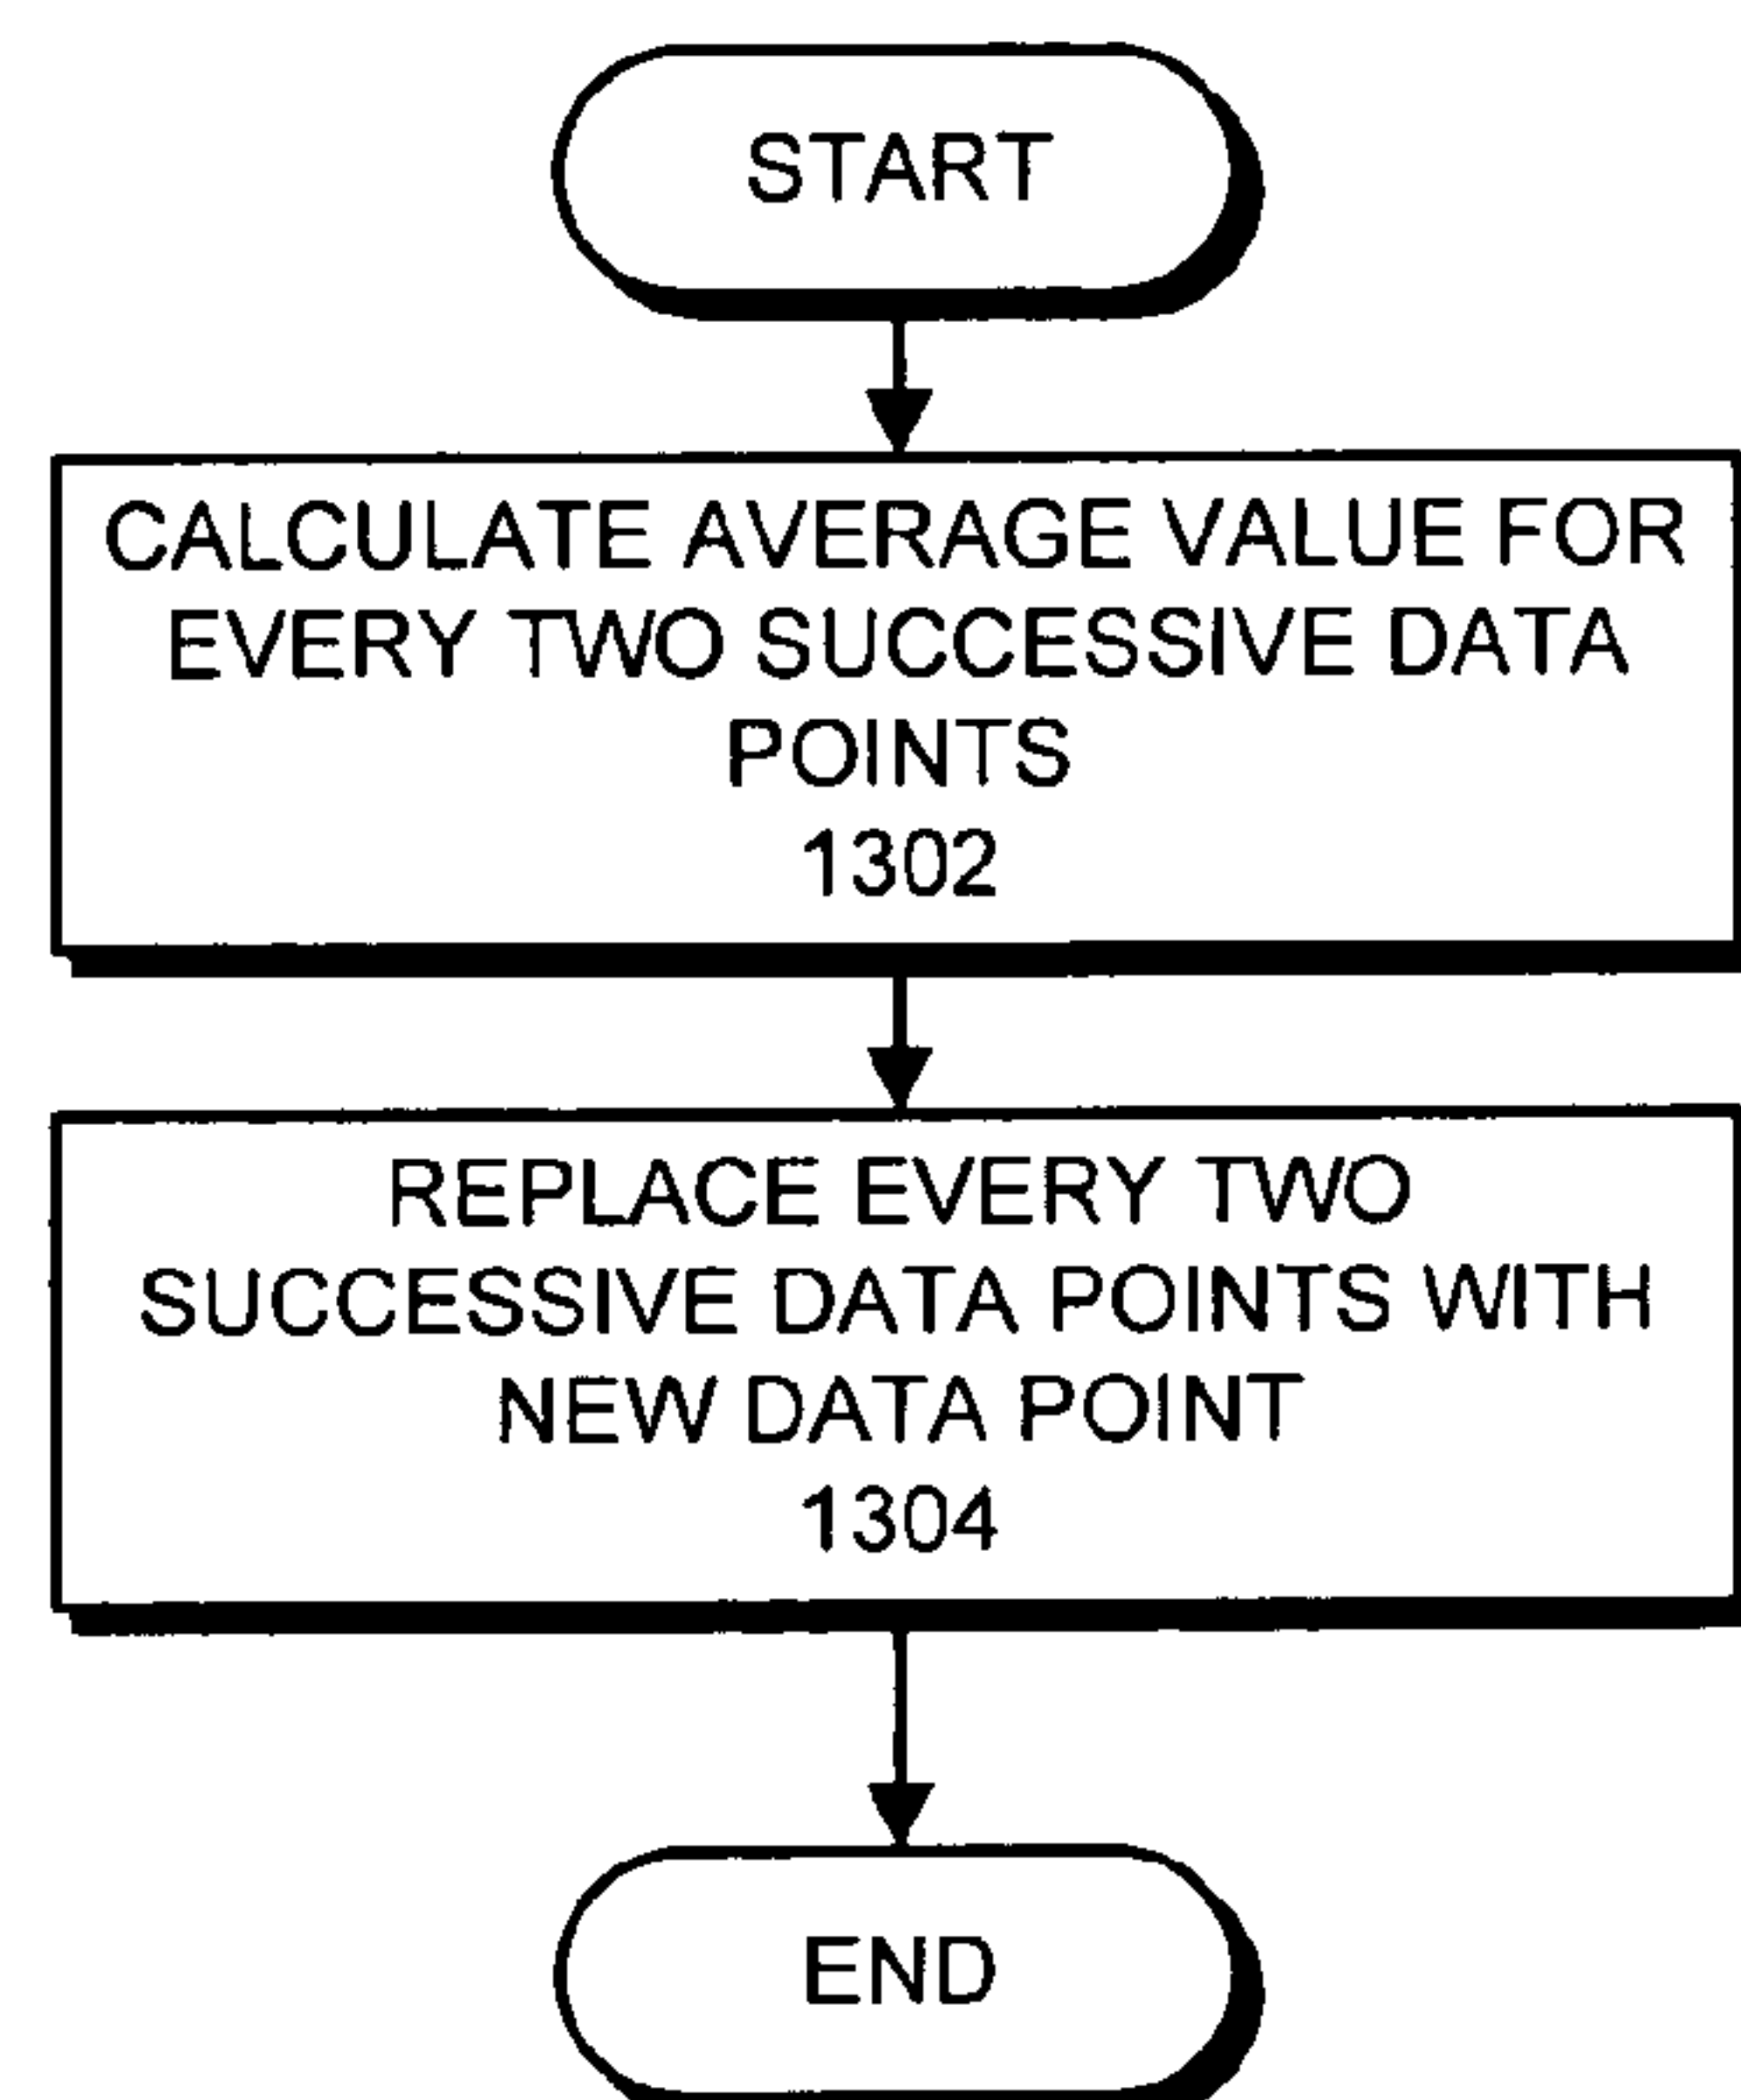 START
CALCULATE AVERAGE VALUE FOR
EVERY TWO SUCCESSIVE DATA
POINTS
1302
REPLACE EVERY TWO
SUCCESSIVE DATA POINTS WITH
NEW DATA POINT
1304
END